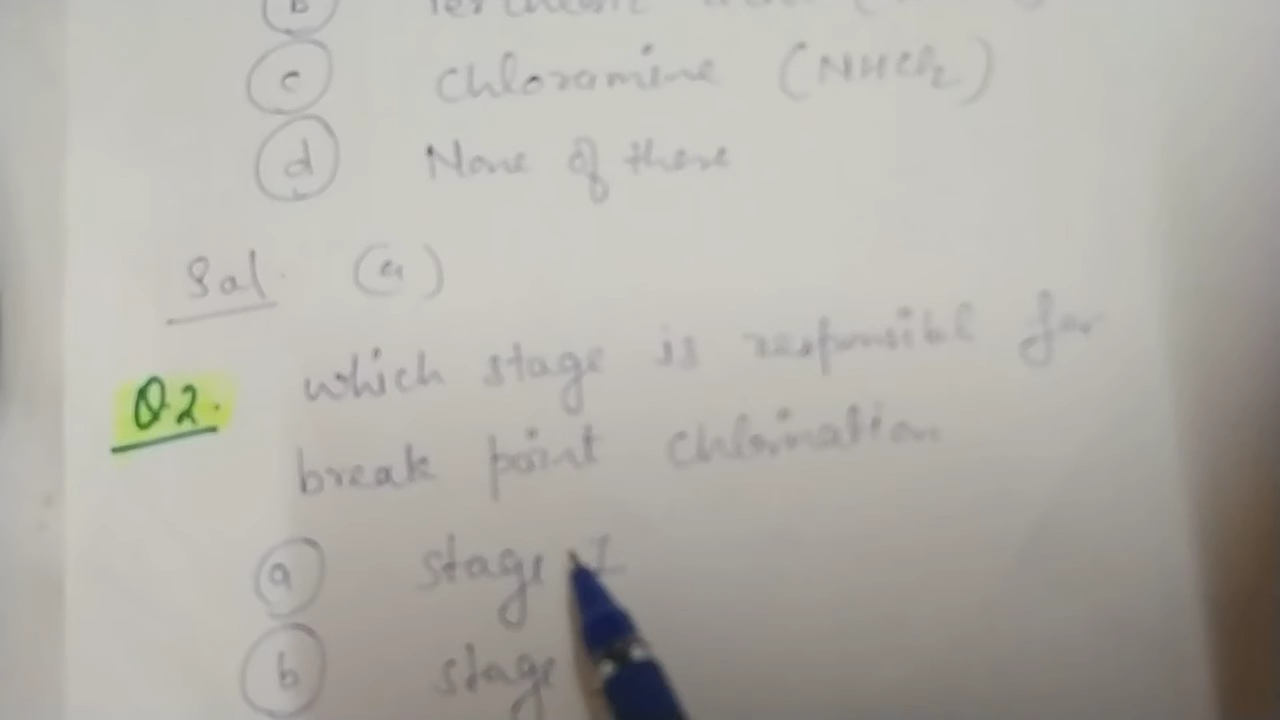 b
c Chloramine (NHCl2)
d None of these
Sol. (a)
Q2. which stage is responsible for
break point chlorination
a stage I
b stage